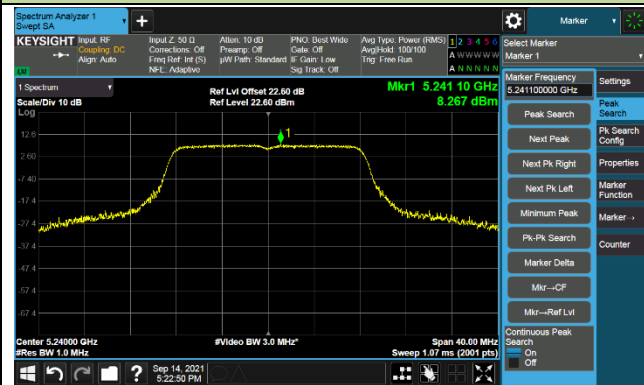 Spectrum Analyzer 1
Swept SA
Marker
KEYSIGHT
Input: RF
Coupling: DC
Align: Auto
Input Z: 50 Ω
Corrections: Off
Freq Ref: Int (S)
NFE: Adaptive
Atten: 10 dB
Preamp: Off
µW Path: Standard
PNO: Best Wide
Gate: Off
IF Gain: Low
Sig Track: Off
Avg Type: Power (RMS)
Avg|Hold: 100/100
Trig: Free Run
1 2 3 4 5 6
A W W W W W
A N N N N N
LXI
Select Marker
Marker 1
1 Spectrum
Scale/Div 10 dB
Log
Ref Lvl Offset 22.60 dB
Ref Level 22.60 dBm
Mkr1 5.241 10 GHz
8.267 dBm
12.6
2.60
-7.40
-17.4
-27.4
-37.4
-47.4
-57.4
-67.4
1
Center 5.24000 GHz
#Res BW 1.0 MHz
#Video BW 3.0 MHz*
Span 40.00 MHz
Sweep 1.07 ms (2001 pts)
Marker Frequency
5.241100000 GHz
Peak Search
Next Peak
Next Pk Right
Next Pk Left
Minimum Peak
Pk-Pk Search
Marker Delta
Mkr→CF
Mkr→Ref Lvl
Continuous Peak
Search
On
Off
Settings
Peak
Search
Pk Search
Config
Properties
Marker
Function
Marker→
Counter
?
Sep 14, 2021
5:22:50 PM